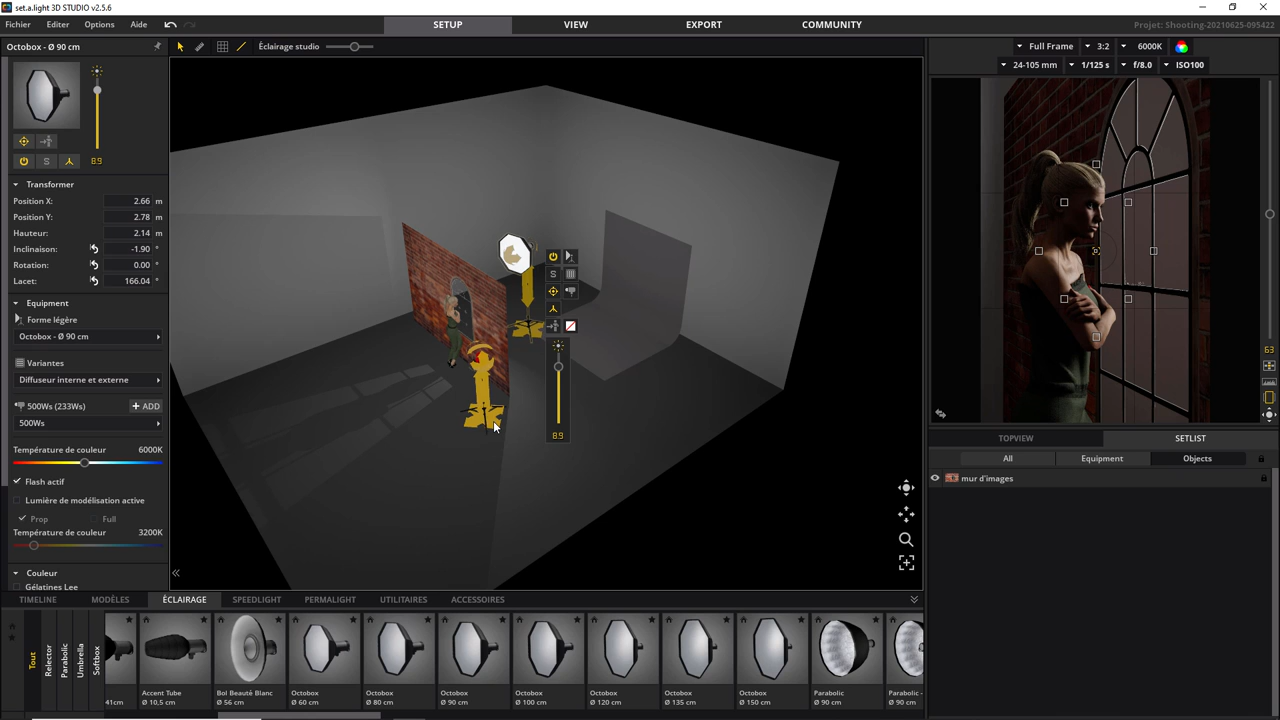 set.a.light 3D STUDIO v2.5.6
Fichier Editer Options Aide
SETUP VIEW EXPORT COMMUNITY
Projet: Shooting-20210625-095422
Octobox - Ø 90 cm
Éclairage studio
Full Frame 3:2 6000K
24-105 mm 1/125 s f/8.0 ISO100
S
8.9
Transformer
Position X: 2.66 m
Position Y: 2.78 m
Hauteur: 2.14 m
Inclinaison: -1.90 °
Rotation: 0.00 °
Lacet: 166.04 °
Equipment
Forme légère
Octobox - Ø 90 cm
Variantes
Diffuseur interne et externe
500Ws (233Ws) + ADD
500Ws
Température de couleur 6000K
Flash actif
Lumière de modélisation active
Prop Full
Température de couleur 3200K
Couleur
Gélatines Lee
S
8.9
63
TOPVIEW SETLIST
All Equipment Objects
mur d'images
TIMELINE MODÈLES ÉCLAIRAGE SPEEDLIGHT PERMALIGHT UTILITAIRES ACCESSOIRES
Tout
Relector
Parabolic
Umbrella
Softbox
41cm
Accent Tube
Ø 10,5 cm
Bol Beauté Blanc
Ø 56 cm
Octobox
Ø 60 cm
Octobox
Ø 80 cm
Octobox
Ø 90 cm
Octobox
Ø 100 cm
Octobox
Ø 120 cm
Octobox
Ø 135 cm
Octobox
Ø 150 cm
Parabolic
Ø 90 cm
Parabolic -
Ø 90 cm